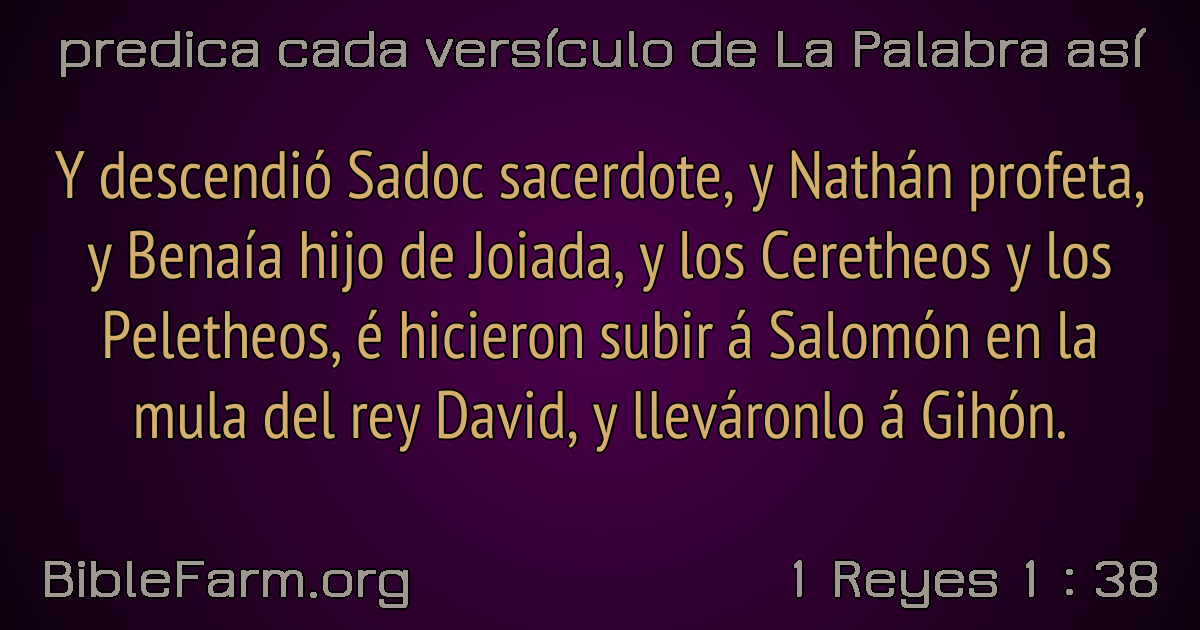 predica cada versículo de La Palabra así
Y descendió Sadoc sacerdote, y Nathán profeta,
y Benaía hijo de Joiada, y los Ceretheos y los
Peletheos, é hicieron subir á Salomón en la
mula del rey David, y lleváronlo á Gihón.
BibleFarm.org
1 Reyes 1 : 38